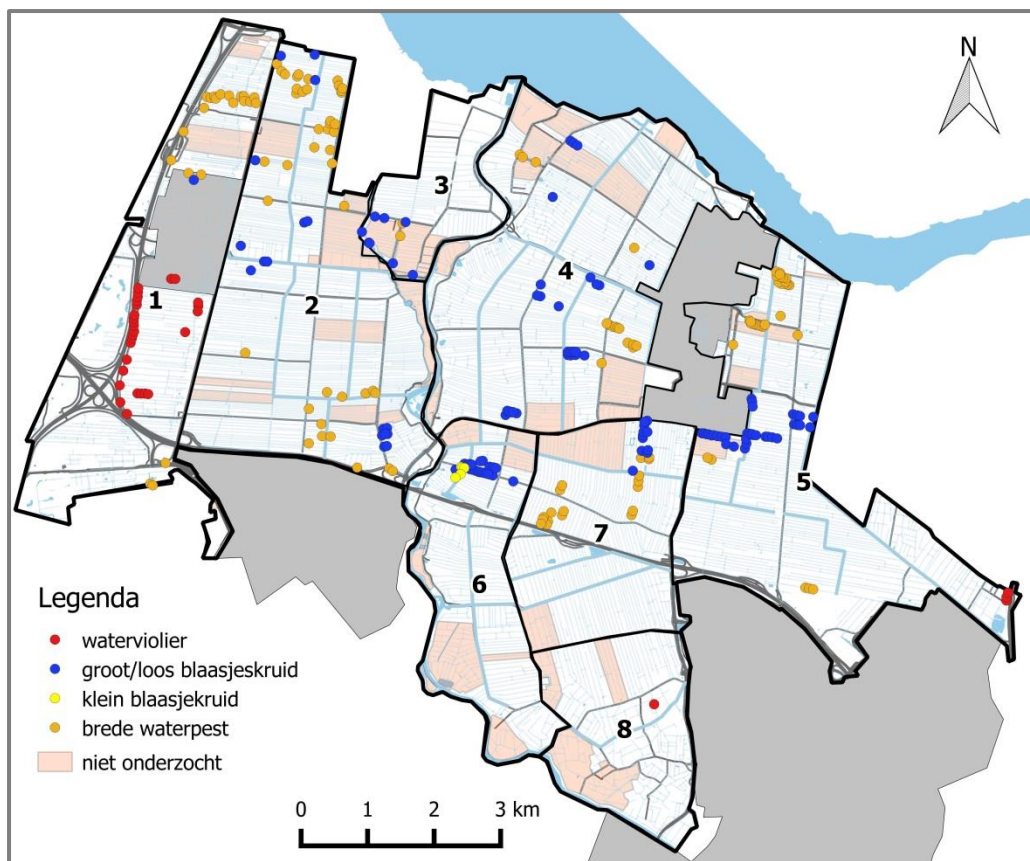 N
3
4
1
2
5
7
6
8
Legenda
waterviolier
groot/loos blaasjeskruid
klein blaasjekruid
brede waterpest
niet onderzocht
0 1 2 3 km